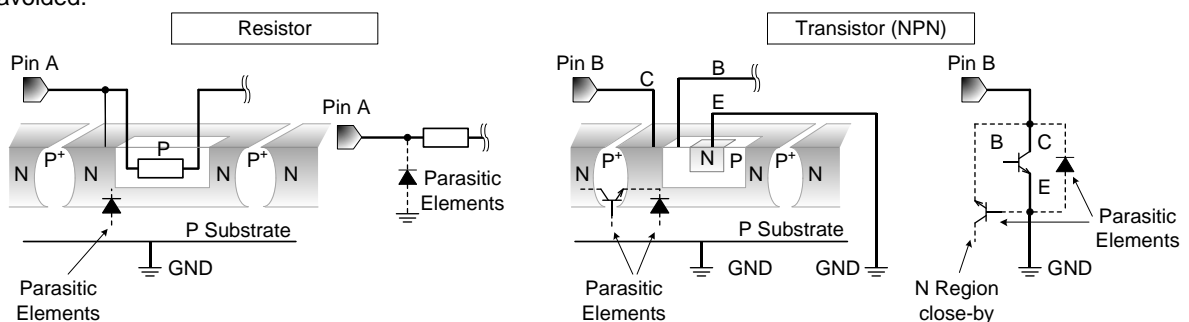 avoided.
Resistor
Transistor (NPN)
Pin A
Pin A
N
P+
N
P
N
P+
N
Parasitic
Elements
P Substrate
GND
Parasitic
Elements
Pin B
C
B
E
N
P+
N
N
P
N
P+
N
P Substrate
GND
GND
Parasitic
Elements
Pin B
B
C
E
Parasitic
Elements
GND
N Region
close-by